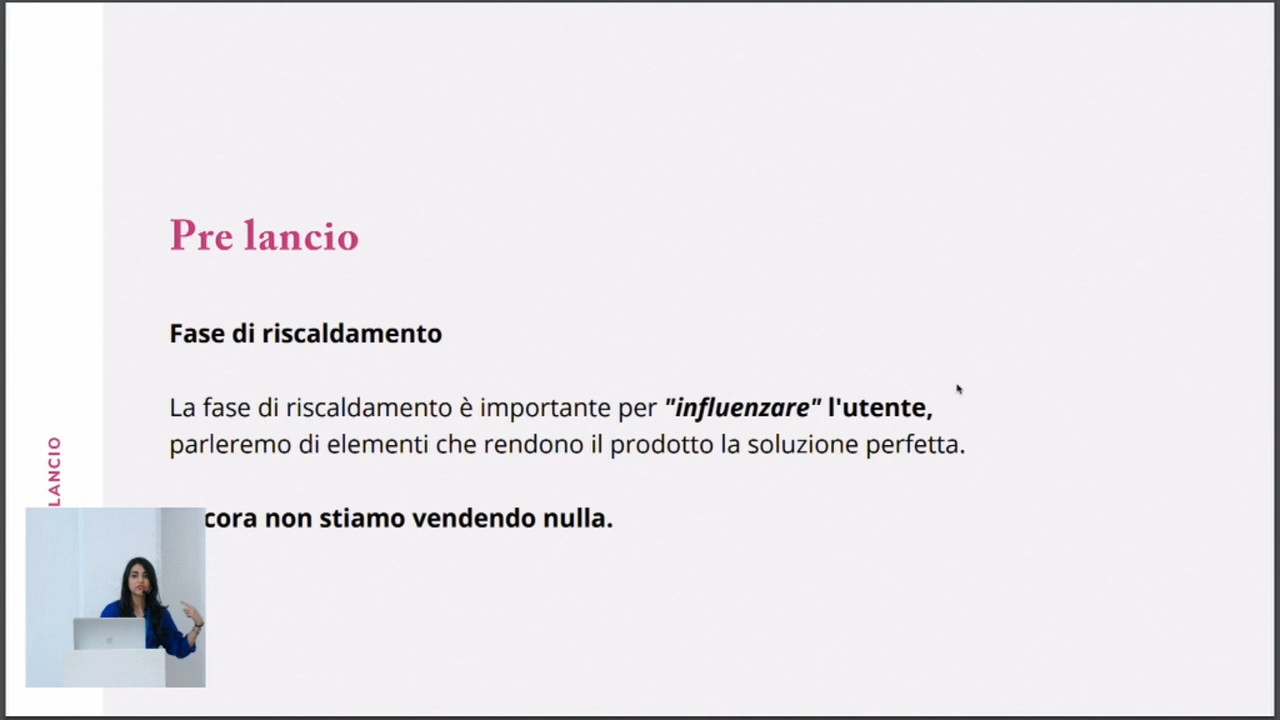 Pre lancio
Fase di riscaldamento
La fase di riscaldamento è importante per "influenzare" l'utente,
parleremo di elementi che rendono il prodotto la soluzione perfetta.
cora non stiamo vendendo nulla.
LANCIO